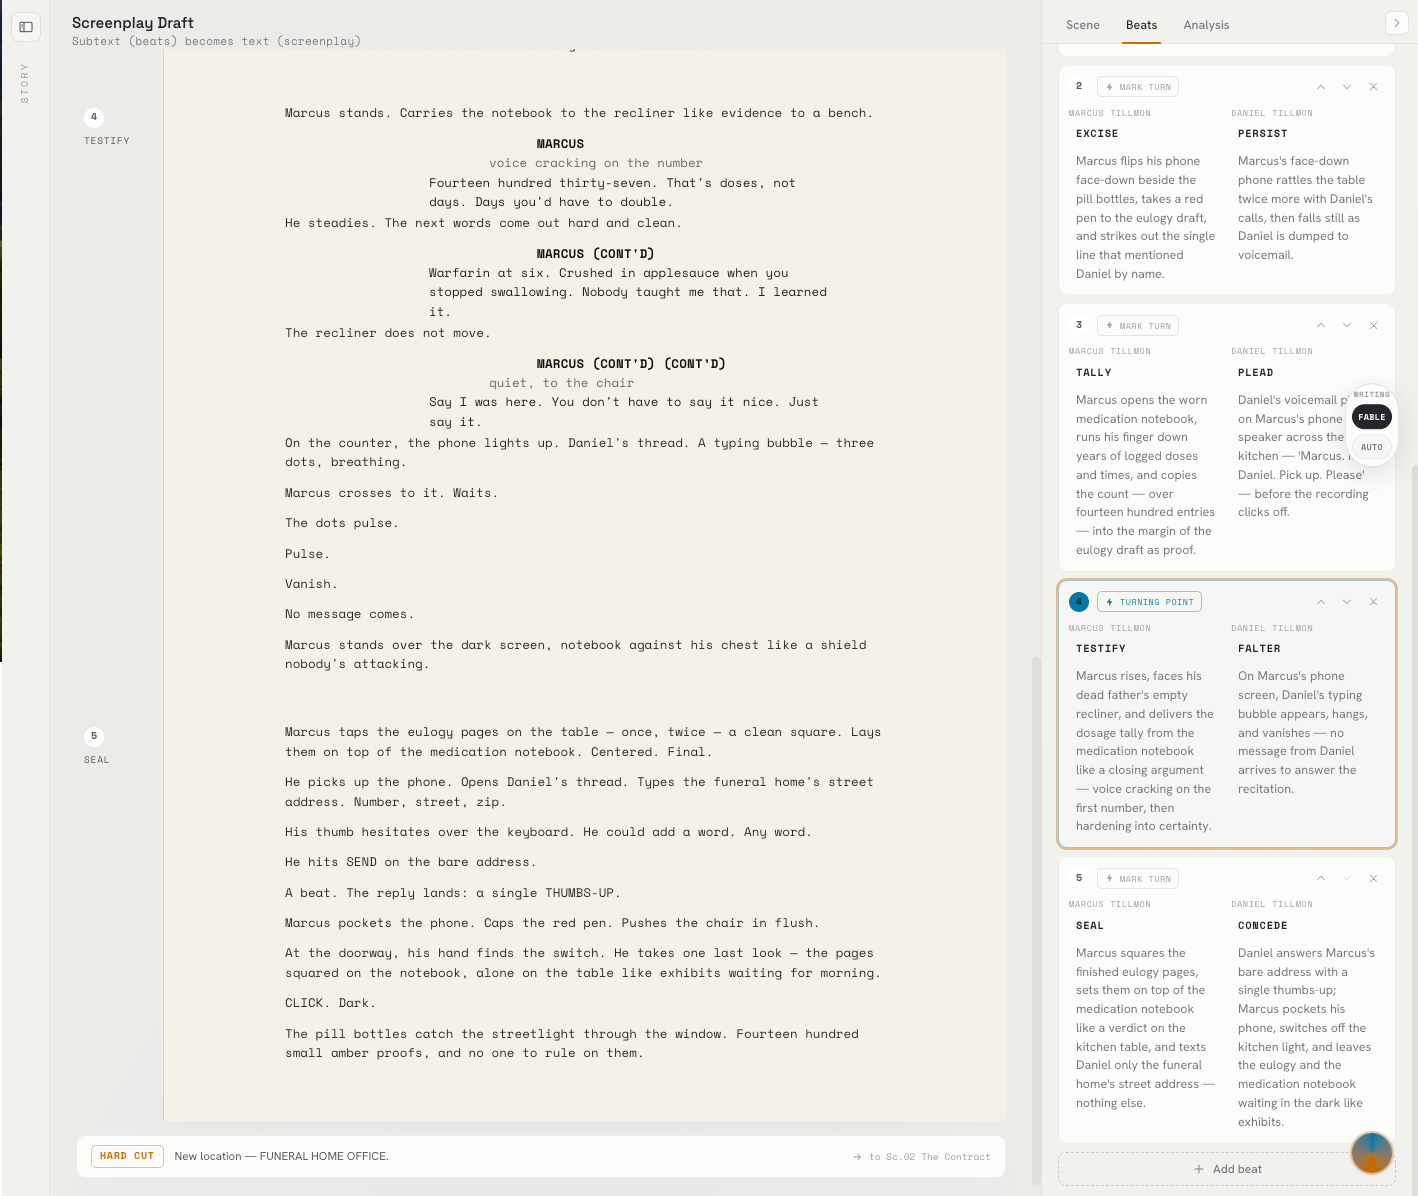 STORY
Screenplay Draft
Subtext (beats) becomes text (screenplay)
4
TESTIFY
Marcus stands. Carries the notebook to the recliner like evidence to a bench.
MARCUS
voice cracking on the number
Fourteen hundred thirty-seven. That's doses, not
days. Days you'd have to double.
He steadies. The next words come out hard and clean.
MARCUS (CONT'D)
Warfarin at six. Crushed in applesauce when you
stopped swallowing. Nobody taught me that. I learned
it.
The recliner does not move.
MARCUS (CONT'D) (CONT'D)
quiet, to the chair
Say I was here. You don't have to say it nice. Just
say it.
On the counter, the phone lights up. Daniel's thread. A typing bubble — three
dots, breathing.
Marcus crosses to it. Waits.
The dots pulse.
Pulse.
Vanish.
No message comes.
Marcus stands over the dark screen, notebook against his chest like a shield
nobody's attacking.
5
SEAL
Marcus taps the eulogy pages on the table — once, twice — a clean square. Lays
them on top of the medication notebook. Centered. Final.
He picks up the phone. Opens Daniel's thread. Types the funeral home's street
address. Number, street, zip.
His thumb hesitates over the keyboard. He could add a word. Any word.
He hits SEND on the bare address.
A beat. The reply lands: a single THUMBS-UP.
Marcus pockets the phone. Caps the red pen. Pushes the chair in flush.
At the doorway, his hand finds the switch. He takes one last look — the pages
squared on the notebook, alone on the table like exhibits waiting for morning.
CLICK. Dark.
The pill bottles catch the streetlight through the window. Fourteen hundred
small amber proofs, and no one to rule on them.
HARD CUT
New location — FUNERAL HOME OFFICE.
→ to Sc.02 The Contract
Scene
Beats
Analysis
2
MARK TURN
MARCUS TILLMON
EXCISE
Marcus flips his phone
face-down beside the
pill bottles, takes a red
pen to the eulogy draft,
and strikes out the single
line that mentioned
Daniel by name.
DANIEL TILLMON
PERSIST
Marcus's face-down
phone rattles the table
twice more with Daniel's
calls, then falls still as
Daniel is dumped to
voicemail.
3
MARK TURN
MARCUS TILLMON
TALLY
Marcus opens the worn
medication notebook,
runs his finger down
years of logged doses
and times, and copies
the count — over
fourteen hundred entries
— into the margin of the
eulogy draft as proof.
DANIEL TILLMON
PLEAD
Daniel's voicemail
on Marcus's phone
speaker across the
kitchen — 'Marcus.
Daniel. Pick up. Please'
— before the recording
clicks off.
WRITING
FABLE
AUTO
4
TURNING POINT
MARCUS TILLMON
TESTIFY
Marcus rises, faces his
dead father's empty
recliner, and delivers the
dosage tally from the
medication notebook
like a closing argument
— voice cracking on the
first number, then
hardening into certainty.
DANIEL TILLMON
FALTER
On Marcus's phone
screen, Daniel's typing
bubble appears, hangs,
and vanishes — no
message from Daniel
arrives to answer the
recitation.
5
MARK TURN
MARCUS TILLMON
SEAL
Marcus squares the
finished eulogy pages,
sets them on top of the
medication notebook
like a verdict on the
kitchen table, and texts
Daniel only the funeral
home's street address —
nothing else.
DANIEL TILLMON
CONCEDE
Daniel answers Marcus's
bare address with a
single thumbs-up;
Marcus pockets his
phone, switches off the
kitchen light, and leaves
the eulogy and the
medication notebook
waiting in the dark like
exhibits.
+ Add beat